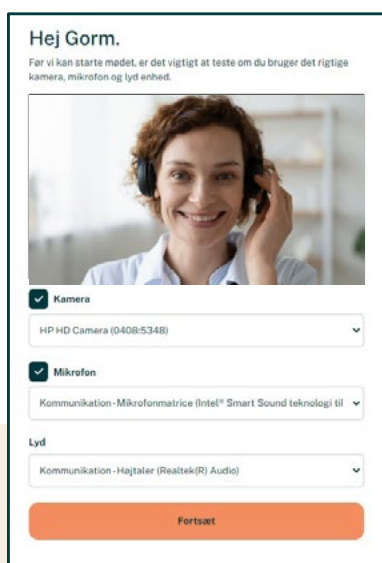 Hej Gorm.
Før vi kan starte mødet, er det vigtigt at teste om du bruger det rigtige
kamera, mikrofon og lyd enhed.
Kamera
HP HD Camera (0408:5348)
Mikrofon
Kommunikation - Mikrofonmatrice (Intel® Smart Sound teknologi til
Lyd
Kommunikation - Højtaler (Realtek(R) Audio)
Fortsæt